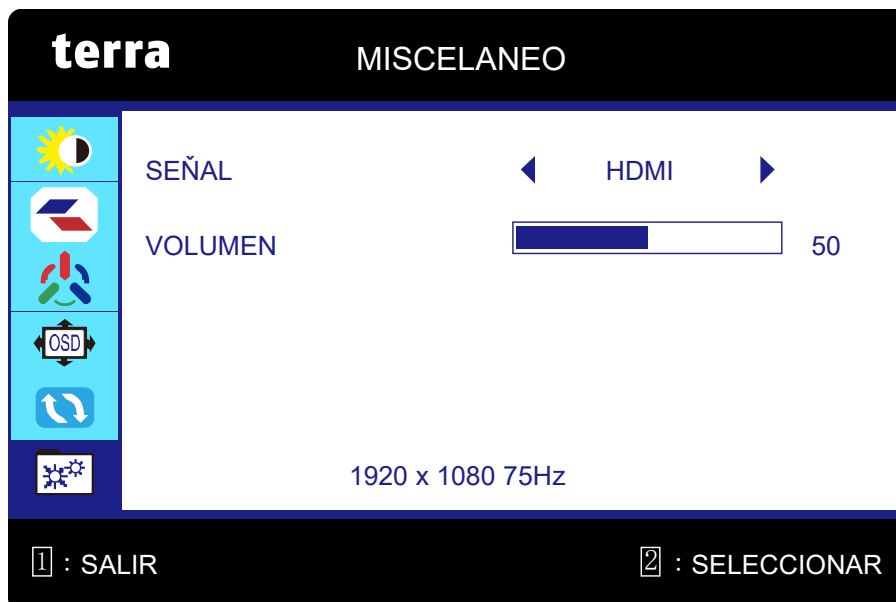 terra MISCELANEO
SEŇAL HDMI
VOLUMEN 50
OSD
1920 x 1080 75Hz
1 : SALIR 2 : SELECCIONAR